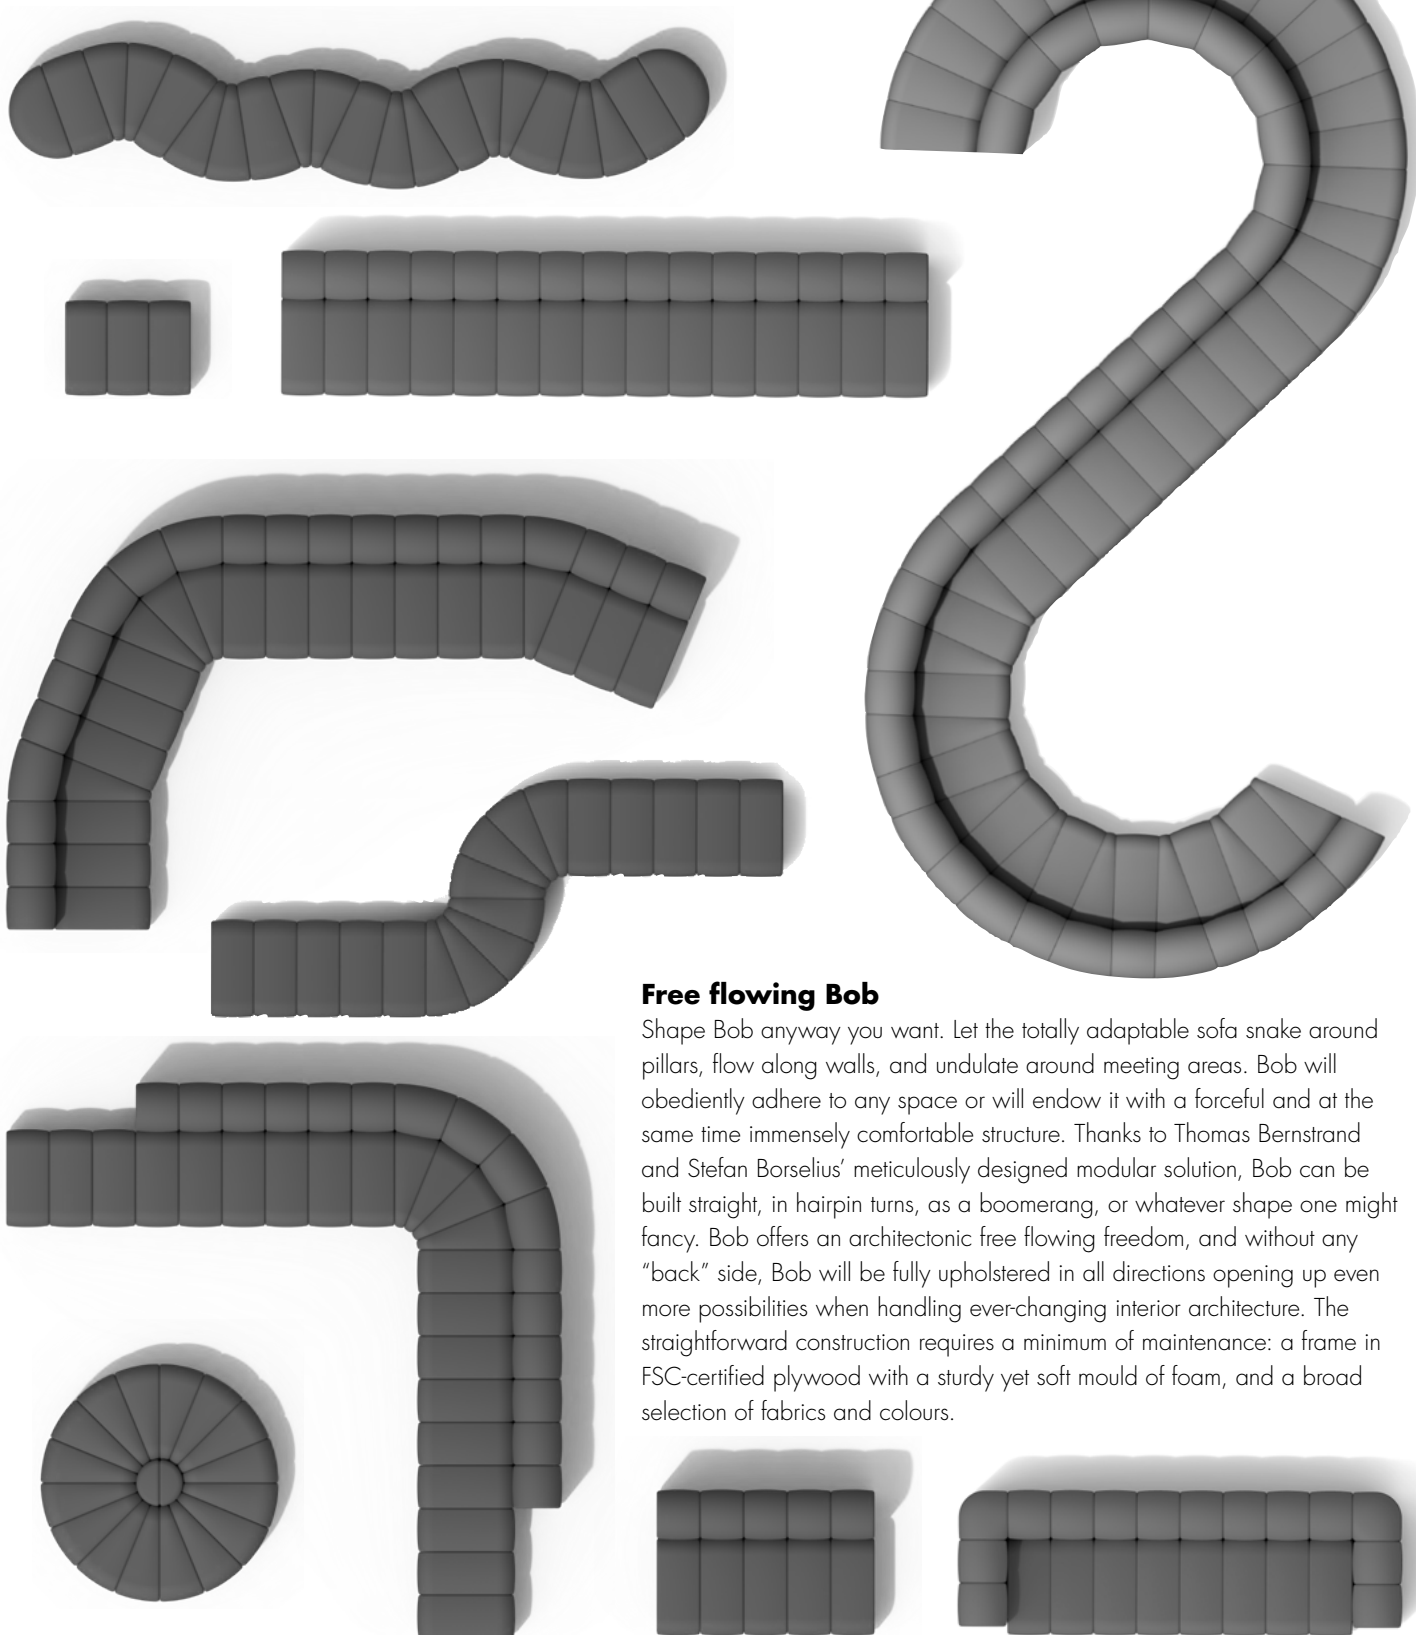 Free flowing Bob
Shape Bob anyway you want. Let the totally adaptable sofa snake around
pillars, flow along walls, and undulate around meeting areas. Bob will
obediently adhere to any space or will endow it with a forceful and at the
same time immensely comfortable structure. Thanks to Thomas Bernstrand
and Stefan Borselius’ meticulously designed modular solution, Bob can be
built straight, in hairpin turns, as a boomerang, or whatever shape one might
fancy. Bob offers an architectonic free flowing freedom, and without any
“back” side, Bob will be fully upholstered in all directions opening up even
more possibilities when handling ever-changing interior architecture. The
straightforward construction requires a minimum of maintenance: a frame in
FSC-certified plywood with a sturdy yet soft mould of foam, and a broad
selection of fabrics and colours.